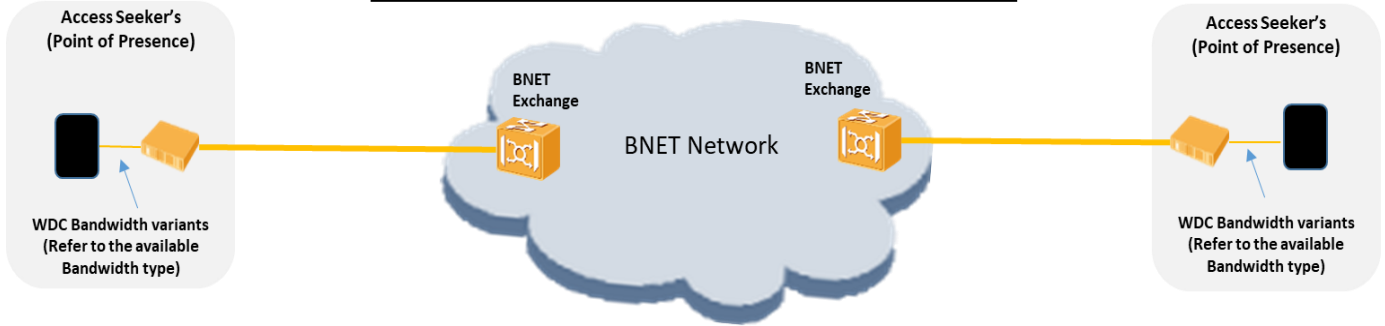 Access Seeker's
(Point of Presence)
WDC Bandwidth variants
(Refer to the available
Bandwidth type)
BNET
Exchange
BNET Network
BNET
Exchange
Access Seeker's
(Point of Presence)
WDC Bandwidth variants
(Refer to the available
Bandwidth type)